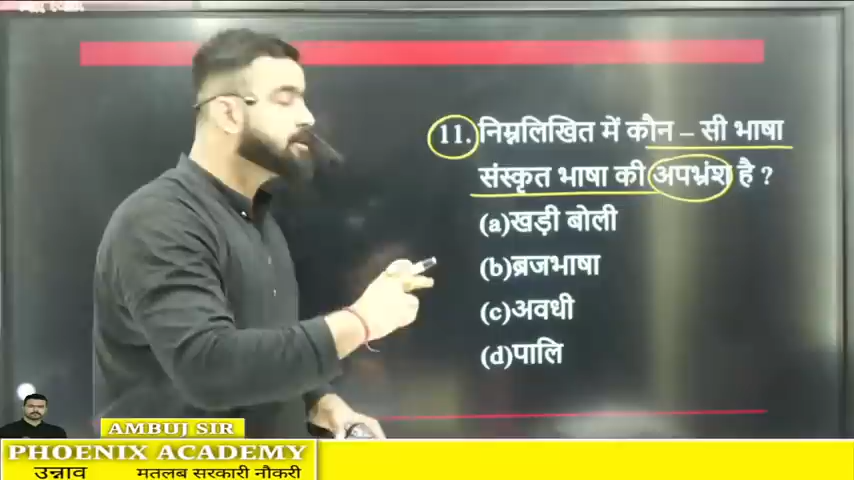 11. निम्नलिखित में कौन – सी भाषा
संस्कृत भाषा की अपभ्रंश है ?
(a)खड़ी बोली
(b)ब्रजभाषा
(c)अवधी
(d)पालि
AMBUJ SIR
PHOENIX ACADEMY
उन्नाव मतलब सरकारी नौकरी